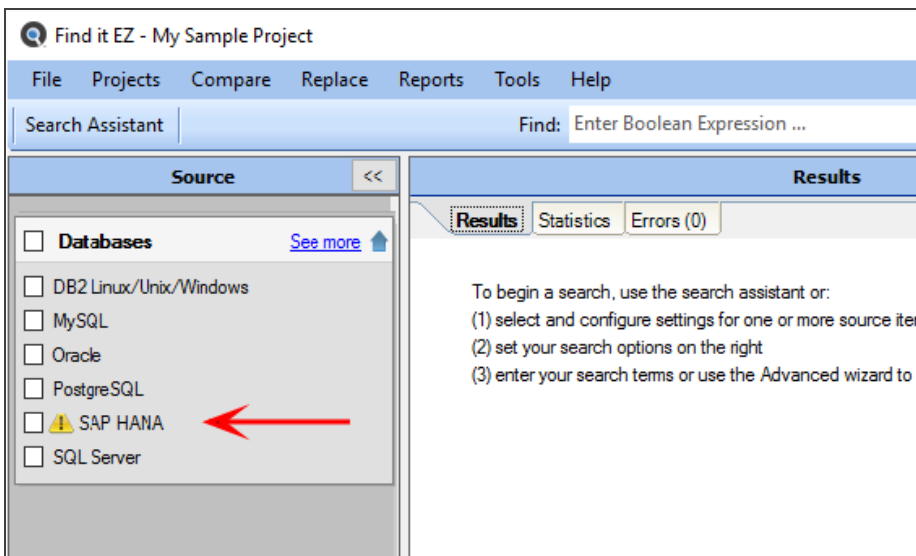 Find it EZ - My Sample Project
File Projects Compare Replace Reports Tools Help
Search Assistant Find: Enter Boolean Expression ...
Source <<
Databases See more
DB2 Linux/Unix/Windows
MySQL
Oracle
PostgreSQL
SAP HANA
SQL Server
Results
Results Statistics Errors (0)
To begin a search, use the search assistant or:
(1) select and configure settings for one or more source iter
(2) set your search options on the right
(3) enter your search terms or use the Advanced wizard to